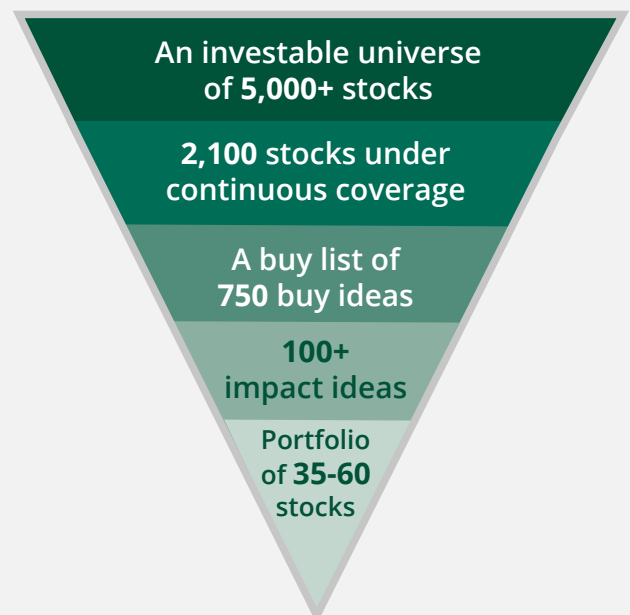 An investable universe
of 5,000+ stocks
2,100 stocks under
continuous coverage
A buy list of
750 buy ideas
100+
impact ideas
Portfolio
of 35-60
stocks